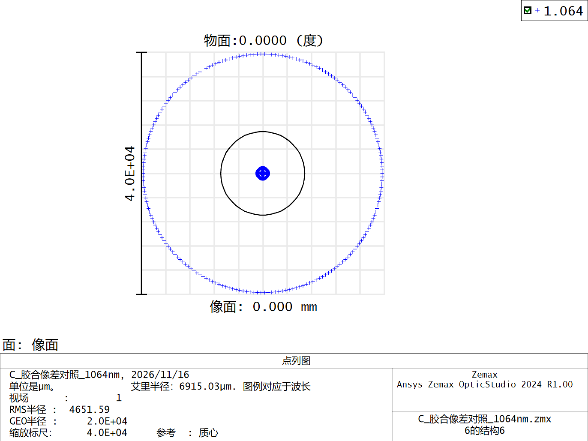 + 1.064
物面:0.0000 (度)
4.0E+04
像面: 0.000 mm
面: 像面
点列图
C_胶合像差对照_1064nm, 2026/11/16
单位是μm。 艾里半径: 6915.03μm. 图例对应于波长
视场 : 1
RMS半径 : 4651.59
GEO半径 : 2.0E+04
缩放标尺: 4.0E+04 参考 : 质心
Zemax
Ansys Zemax OpticStudio 2024 R1.00
C_胶合像差对照_1064nm.zmx
6的结构6